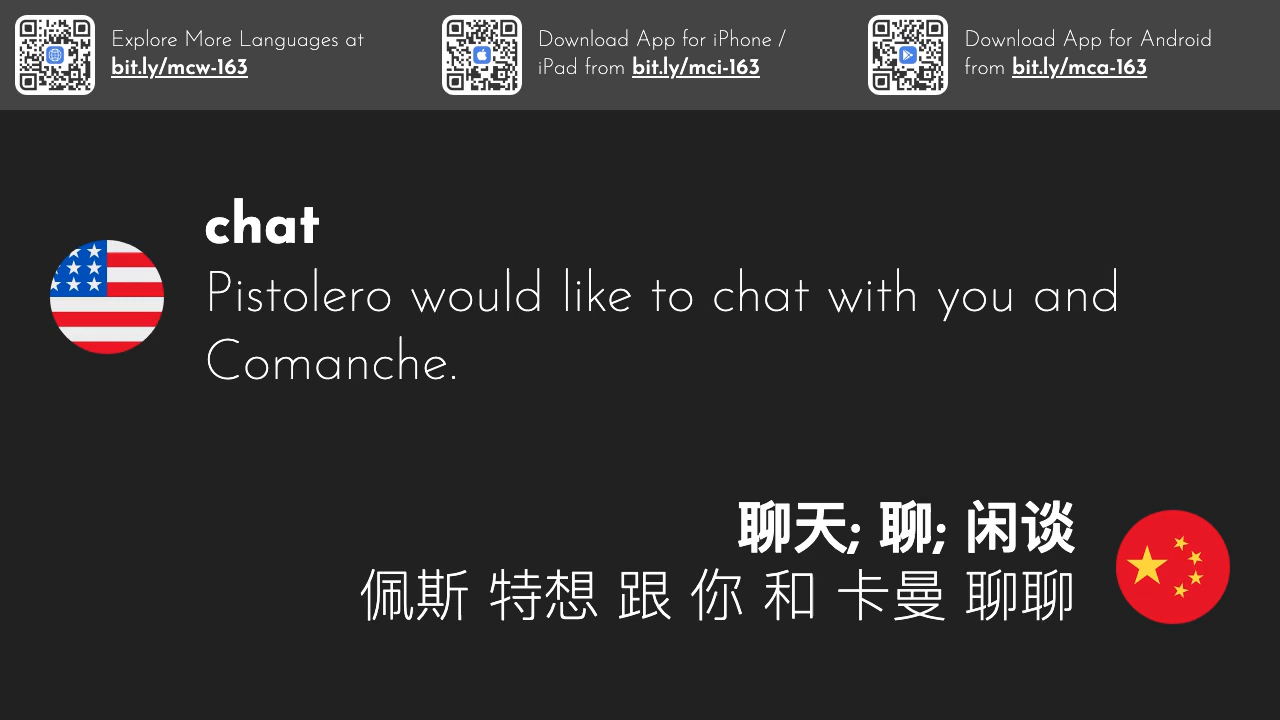 Explore More Languages at
bit.ly/mcw-163
Download App for iPhone /
iPad from bit.ly/mci-163
Download App for Android
from bit.ly/mca-163
chat
Pistolero would like to chat with you and
Comanche.
聊天; 聊; 闲谈
佩斯 特想 跟 你 和 卡曼 聊聊